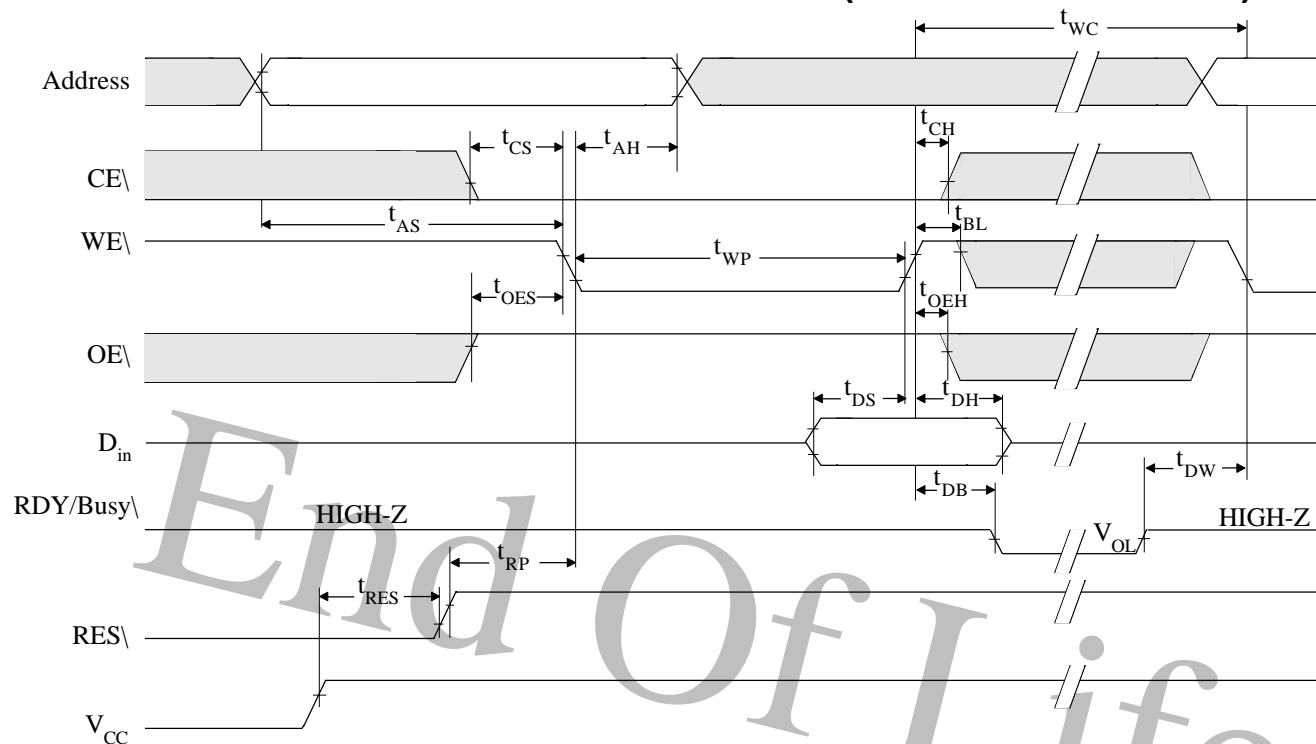 t_WC
Address
t_CS
t_AH
t_CH
CE\
t_AS
t_BL
WE\
t_WP
t_OES
t_OEH
OE\
t_DS
t_DH
D_in
t_DW
t_DB
RDY/Busy\
HIGH-Z
V_OL
HIGH-Z
t_RP
t_RES
RES\
V_CC
End Of Life